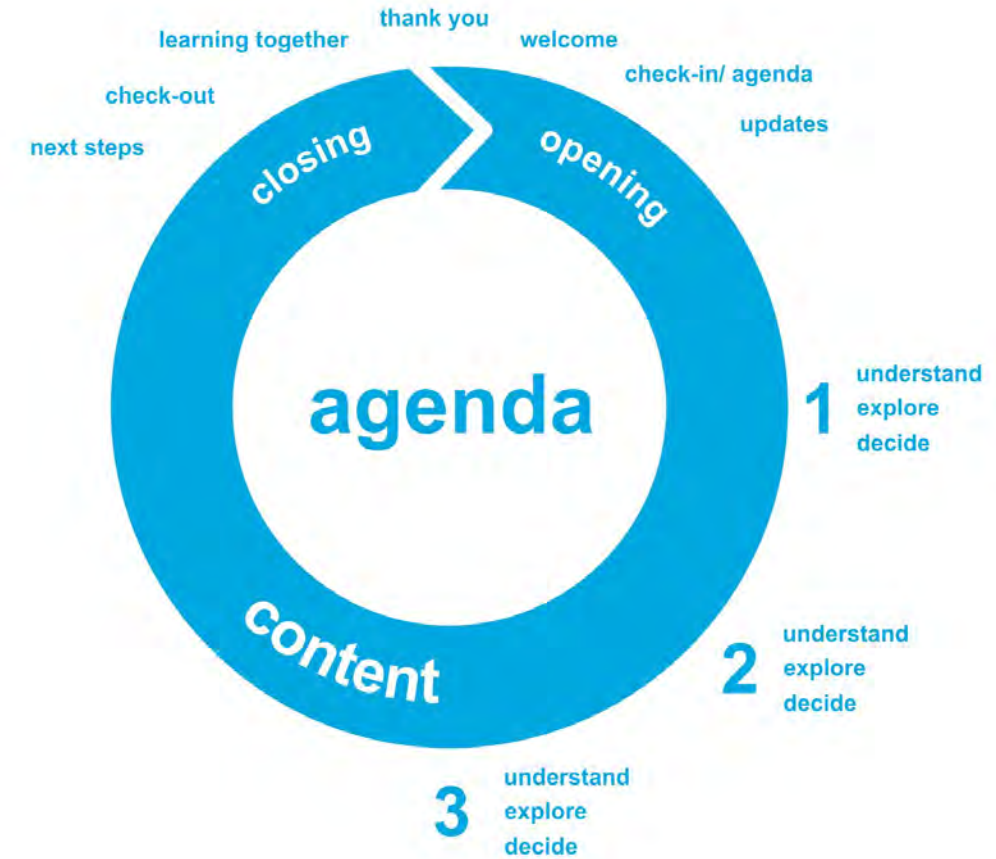 thank you
learning together
welcome
check-in/ agenda
check-out
updates
next steps
closing
opening
agenda
1
understand
explore
decide
content
2
understand
explore
decide
3
understand
explore
decide